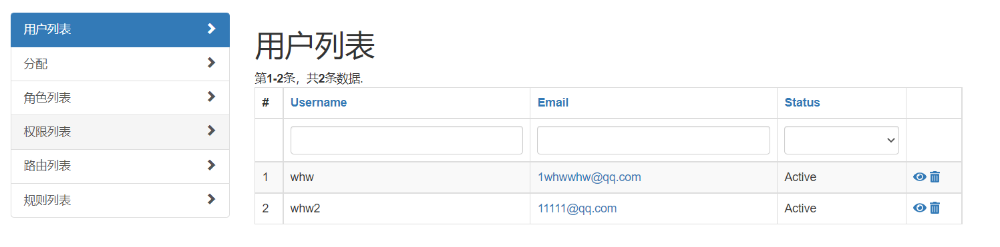 用户列表
分配
角色列表
权限列表
路由列表
规则列表
用户列表
第1-2条，共2条数据.
# Username Email Status
1 whw 1whwwhw@qq.com Active
2 whw2 11111@qq.com Active